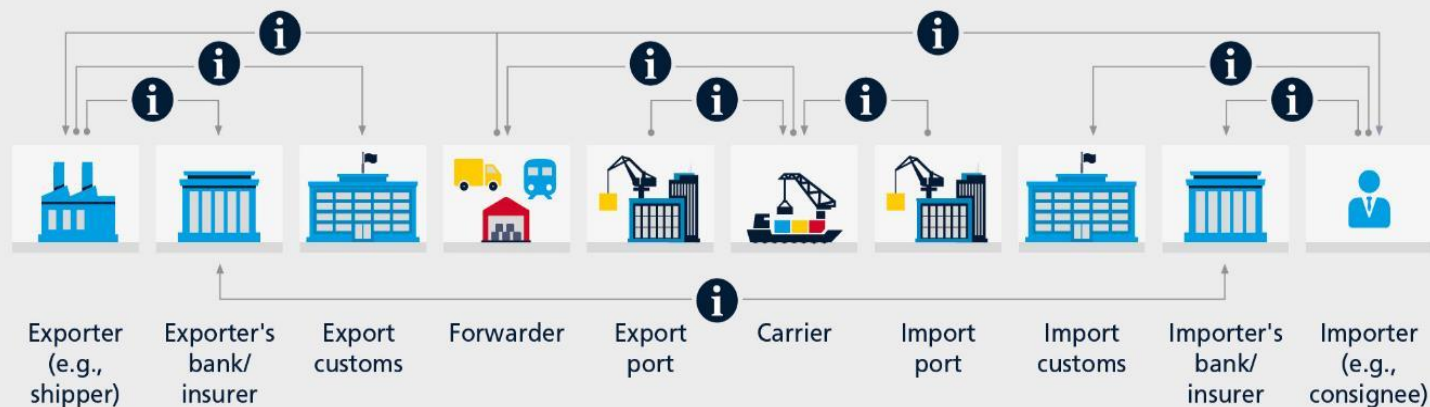 i
i
i
i
i
i
i
i
i
i
Exporter
(e.g.,
shipper)
Exporter's
bank/
insurer
Export
customs
Forwarder
Export
port
Carrier
Import
port
Import
customs
Importer's
bank/
insurer
Importer
(e.g.,
consignee)